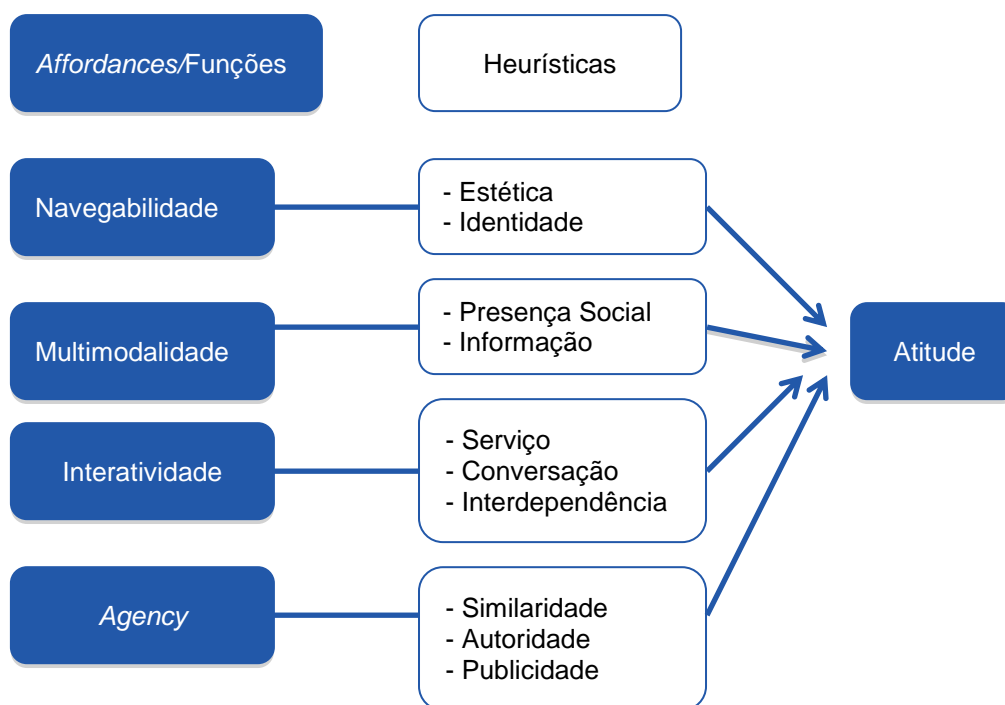 Affordances/Funções
Heurísticas
Navegabilidade
- Estética
- Identidade
Multimodalidade
- Presença Social
- Informação
Atitude
Interatividade
- Serviço
- Conversação
- Interdependência
Agency
- Similaridade
- Autoridade
- Publicidade